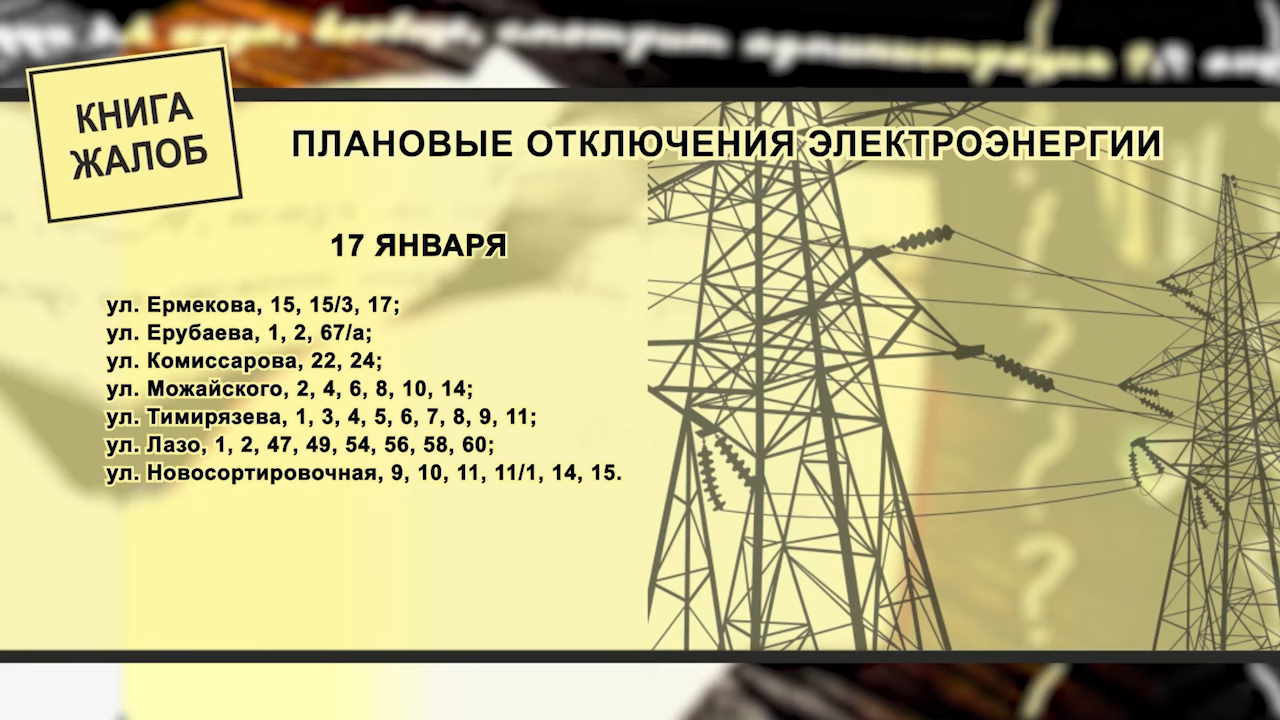 КНИГА
ЖАЛОБ
ПЛАНОВЫЕ ОТКЛЮЧЕНИЯ ЭЛЕКТРОЭНЕРГИИ
17 ЯНВАРЯ
ул. Ермекова, 15, 15/3, 17;
ул. Ерубаева, 1, 2, 67/а;
ул. Комиссарова, 22, 24;
ул. Можайского, 2, 4, 6, 8, 10, 14;
ул. Тимирязева, 1, 3, 4, 5, 6, 7, 8, 9, 11;
ул. Лазо, 1, 2, 47, 49, 54, 56, 58, 60;
ул. Новосортировочная, 9, 10, 11, 11/1, 14, 15.